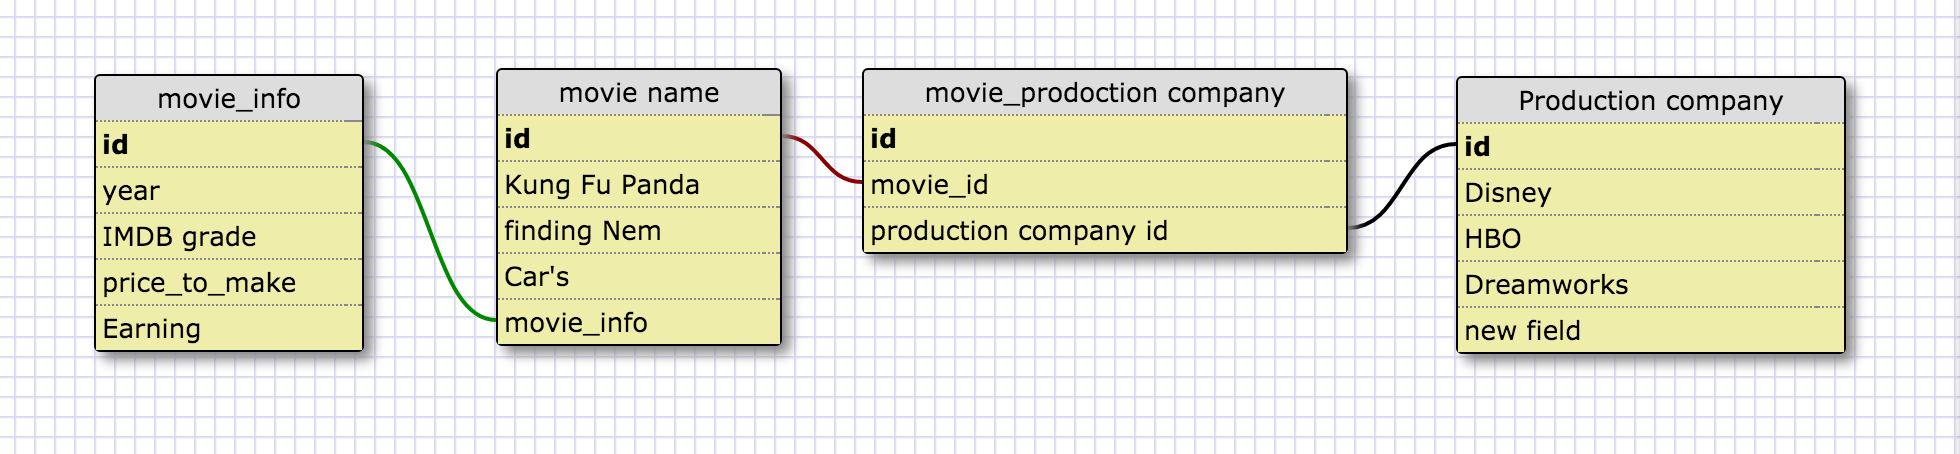 movie_info
id
year
IMDB grade
price_to_make
Earning
movie name
id
Kung Fu Panda
finding Nem
Car's
movie_info
movie_prodoction company
id
movie_id
production company id
Production company
id
Disney
HBO
Dreamworks
new field